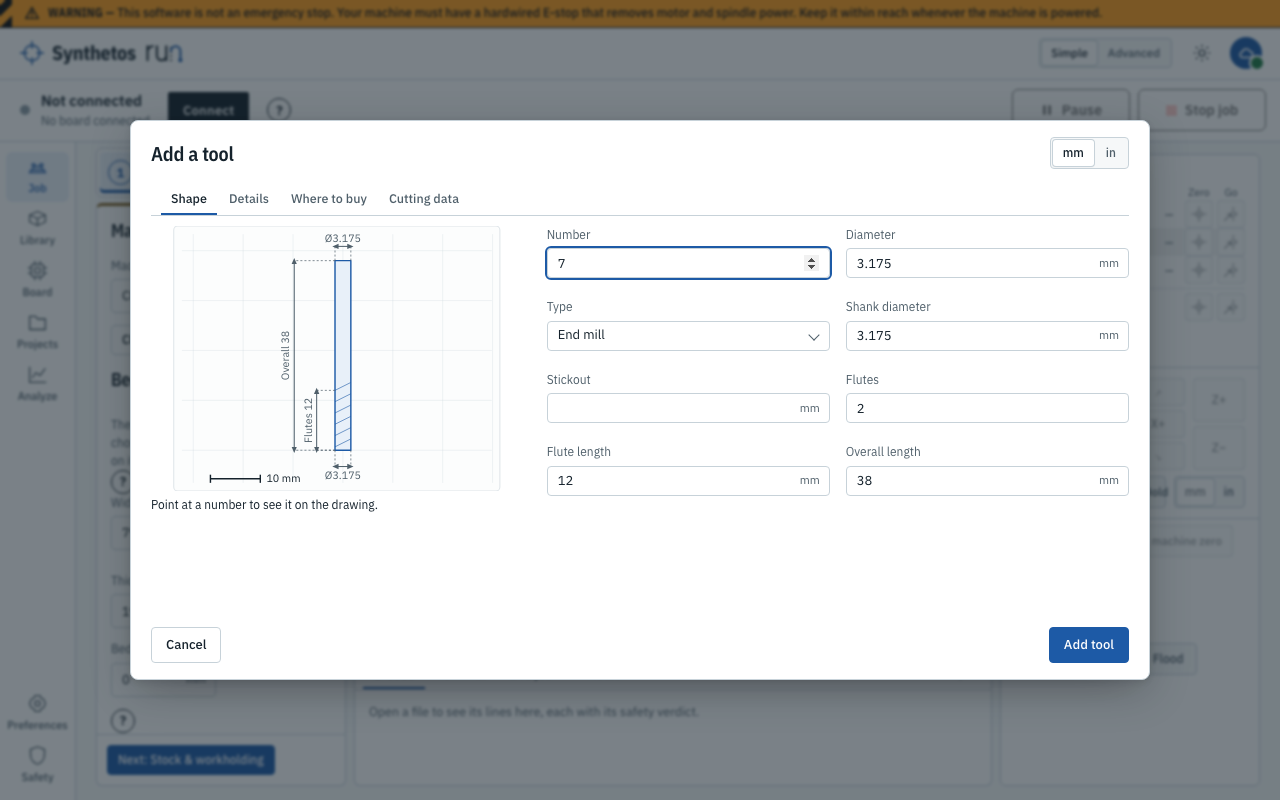 WARNING — This software is not an emergency stop. Your machine must have a hardwired E-stop that removes motor and spindle power. Keep it within reach whenever the machine is powered.
Synthetos run
Simple
Advanced
Not connected
No board connected
Connect
?
Pause
Stop job
Job
Library
Board
Projects
Analyze
Preferences
Safety
1
Add a tool
mm
in
Shape
Details
Where to buy
Cutting data
Ø3.175
Overall 38
Flutes 12
Ø3.175
10 mm
Point at a number to see it on the drawing.
Number
7
Diameter
3.175 mm
Type
End mill
Shank diameter
3.175 mm
Stickout
mm
Flutes
2
Flute length
12 mm
Overall length
38 mm
Cancel
Add tool
Zero
Go
Z+
Z−
mm
in
machine zero
Flood
?
?
Open a file to see its lines here, each with its safety verdict.
Next: Stock & workholding